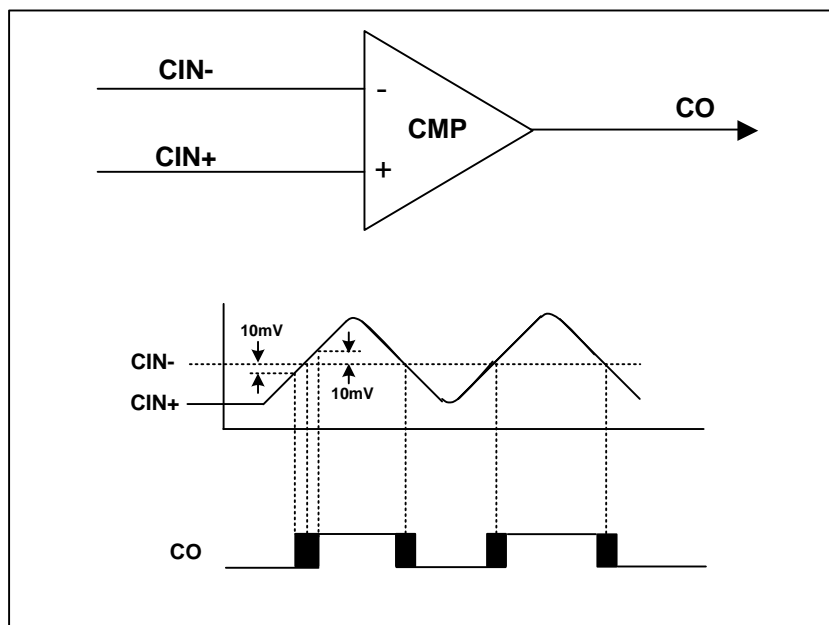 CIN-
-
CMP
CO
CIN+
+
10mV
CIN-
10mV
CIN+
CO